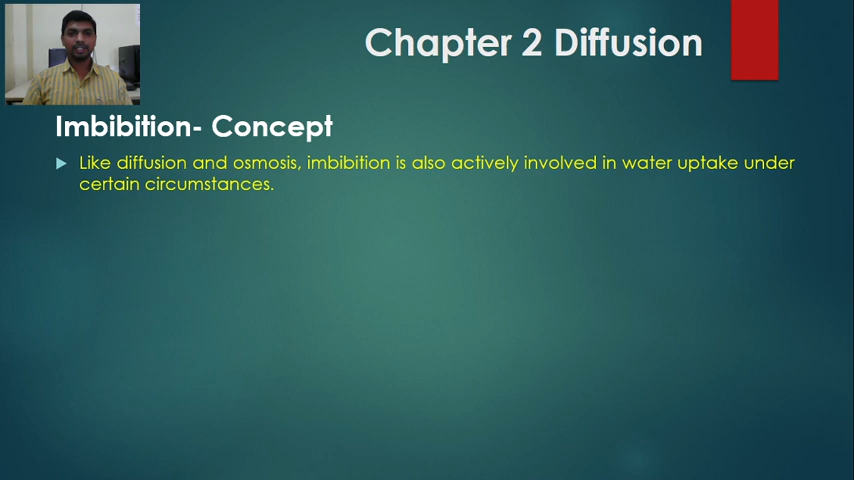 Chapter 2 Diffusion
Imbibition- Concept
Like diffusion and osmosis, imbibition is also actively involved in water uptake under
certain circumstances.